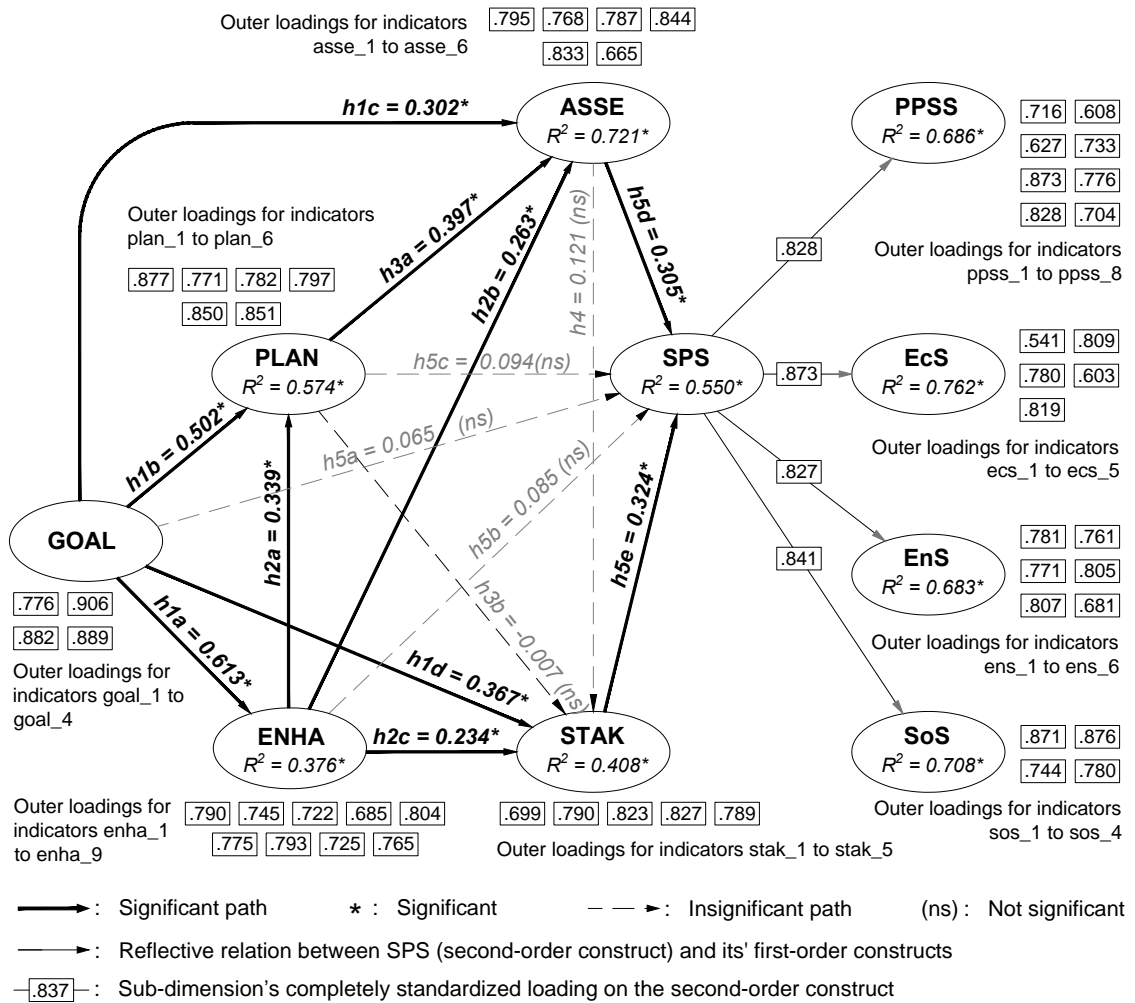 Outer loadings for indicators
asse_1 to asse_6
.795 .768 .787 .844
.833 .665
h1c = 0.302*
ASSE
R² = 0.721*
PPSS
R² = 0.686*
.716 .608
.627 .733
.873 .776
.828 .704
Outer loadings for indicators
ppss_1 to ppss_8
Outer loadings for indicators
plan_1 to plan_6
.877 .771 .782 .797
.850 .851
h3a = 0.397*
h2b = 0.263*
h4 = 0.121 (ns)
h5d = 0.305*
.828
PLAN
R² = 0.574*
h5c = 0.094(ns)
SPS
R² = 0.550*
.873
EcS
R² = 0.762*
.541 .809
.780 .603
.819
Outer loadings for indicators
ecs_1 to ecs_5
h1b = 0.502*
h5a = 0.065 (ns)
h2a = 0.339*
h5b = 0.085 (ns)
h5e = 0.324*
.827
.841
GOAL
.776 .906
.882 .889
Outer loadings for
indicators goal_1 to
goal_4
h1a = 0.613*
h1d = 0.367*
h3b = -0.007 (ns)
EnS
R² = 0.683*
.781 .761
.771 .805
.807 .681
Outer loadings for indicators
ens_1 to ens_6
ENHA
R² = 0.376*
h2c = 0.234*
STAK
R² = 0.408*
SoS
R² = 0.708*
.871 .876
.744 .780
Outer loadings for indicators
sos_1 to sos_4
Outer loadings for
indicators enha_1
to enha_9
.790 .745 .722 .685 .804
.775 .793 .725 .765
.699 .790 .823 .827 .789
Outer loadings for indicators stak_1 to stak_5
: Significant path * : Significant : Insignificant path (ns) : Not significant
: Reflective relation between SPS (second-order construct) and its' first-order constructs
.837 : Sub-dimension's completely standardized loading on the second-order construct